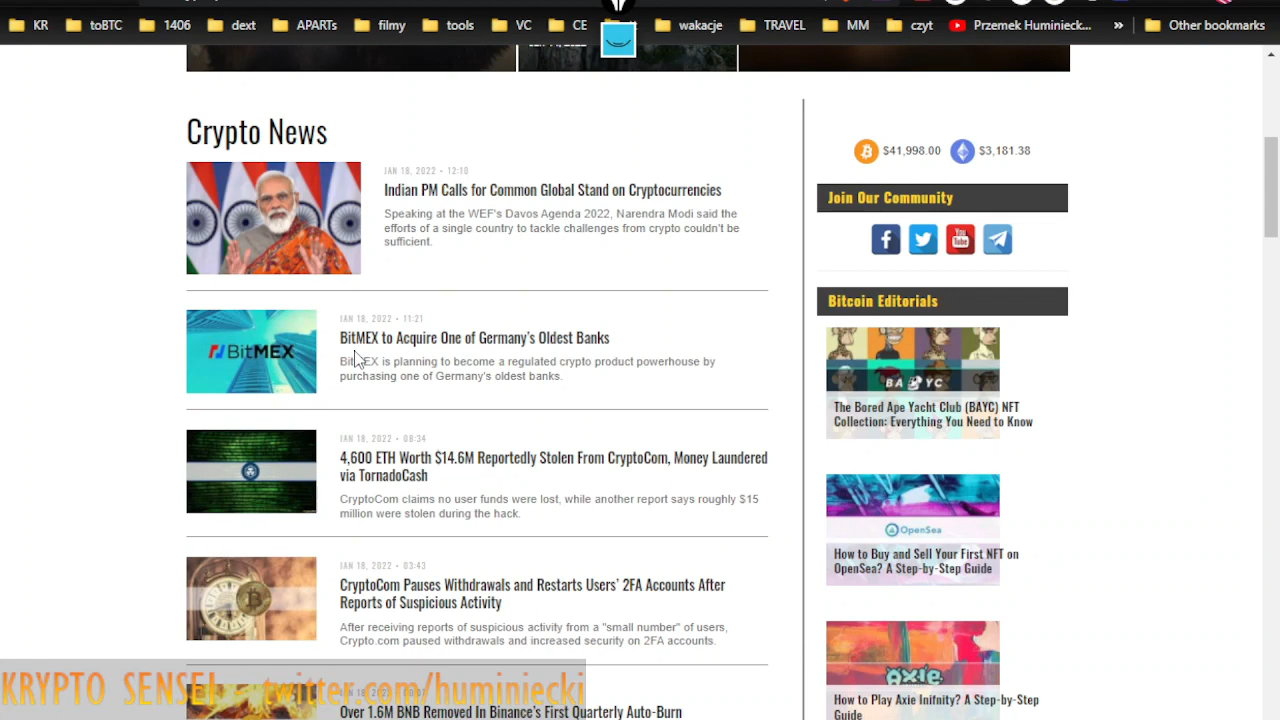 KR
toBTC
1406
dext
APARTs
filmy
tools
VC
CE
wakacje
TRAVEL
MM
czyt
Przemek Huminieck...
»
Other bookmarks
Crypto News
JAN 18, 2022 • 12:10
Indian PM Calls for Common Global Stand on Cryptocurrencies
Speaking at the WEF's Davos Agenda 2022, Narendra Modi said the
efforts of a single country to tackle challenges from crypto couldn't be
sufficient.
BitMEX
JAN 18, 2022 • 11:21
BitMEX to Acquire One of Germany's Oldest Banks
BitMEX is planning to become a regulated crypto product powerhouse by
purchasing one of Germany's oldest banks.
JAN 18, 2022 • 08:34
4,600 ETH Worth $14.6M Reportedly Stolen From CryptoCom, Money Laundered
via TornadoCash
CryptoCom claims no user funds were lost, while another report says roughly $15
million were stolen during the hack.
JAN 18, 2022 • 03:43
CryptoCom Pauses Withdrawals and Restarts Users' 2FA Accounts After
Reports of Suspicious Activity
After receiving reports of suspicious activity from a "small number" of users,
Crypto.com paused withdrawals and increased security on 2FA accounts.
Over 1.6M BNB Removed In Binance's First Quarterly Auto-Burn
$41,998.00
$3,181.38
Join Our Community
You
Tube
Bitcoin Editorials
BA YC
The Bored Ape Yacht Club (BAYC) NFT
Collection: Everything You Need to Know
OpenSea
How to Buy and Sell Your First NFT on
OpenSea? A Step-by-Step Guide
Axie
How to Play Axie Inifnity? A Step-by-Step
Guide
KRYPTO SENSEI twitter.com/huminiecki